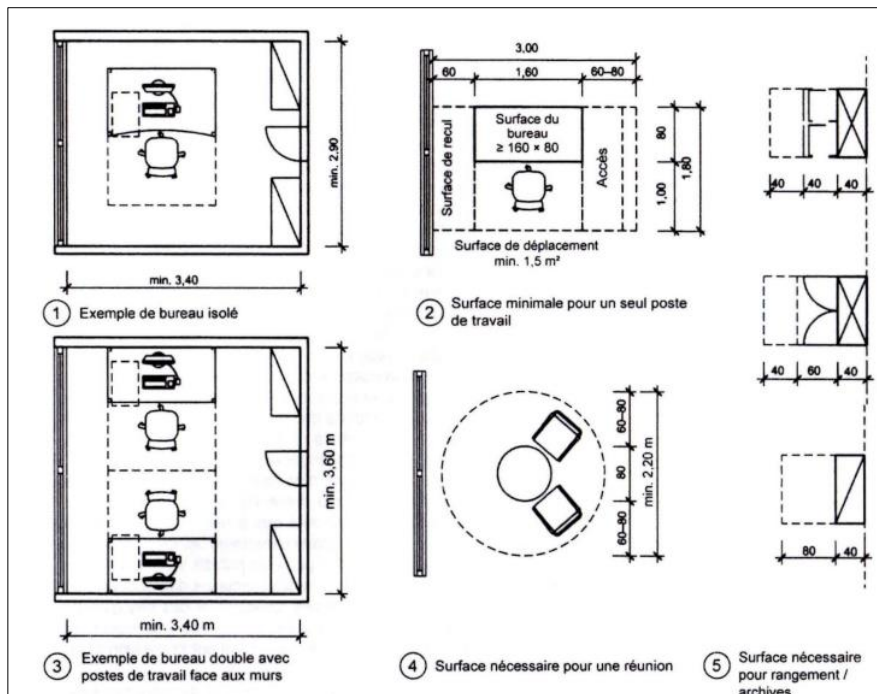 min. 2.90
min. 3,40
1 Exemple de bureau isolé
3,00
60 1,60 60–80
Surface de recul
Surface du
bureau
≥ 160 × 80
Accès
80
1,00
1,80
Surface de déplacement
min. 1,5 m²
2 Surface minimale pour un seul poste
de travail
min. 3,60 m
min. 3,40 m
3 Exemple de bureau double avec
postes de travail face aux murs
60–80
80
60–80
min. 2.20 m
4 Surface nécessaire pour une réunion
40 40 40
40 60 40
80 40
5 Surface nécessaire
pour rangement /
archives